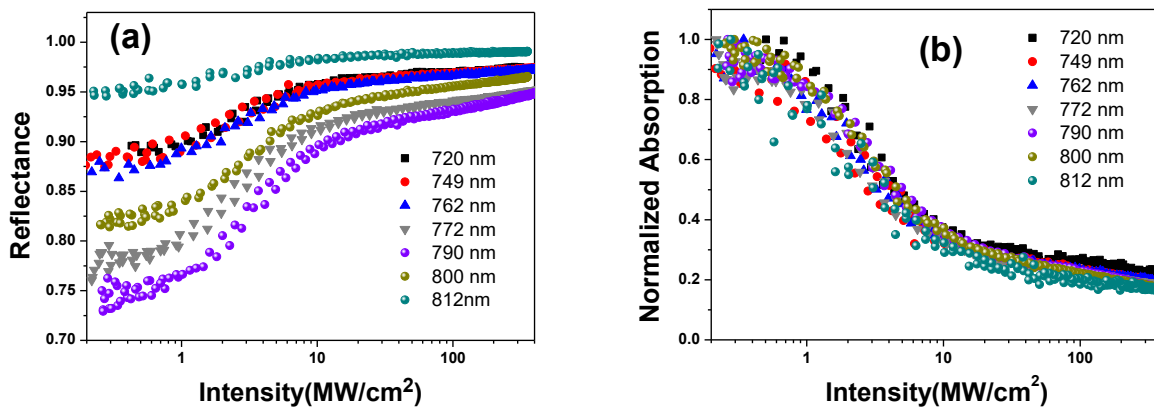 (a)
Reflectance
1.00
0.95
0.90
0.85
0.80
0.75
0.70
720 nm
749 nm
762 nm
772 nm
790 nm
800 nm
812nm
1
10
100
Intensity(MW/cm²)
(b)
Normalized Absorption
1.0
0.8
0.6
0.4
0.2
0.0
720 nm
749 nm
762 nm
772 nm
790 nm
800 nm
812 nm
1
10
100
Intensity(MW/cm²)